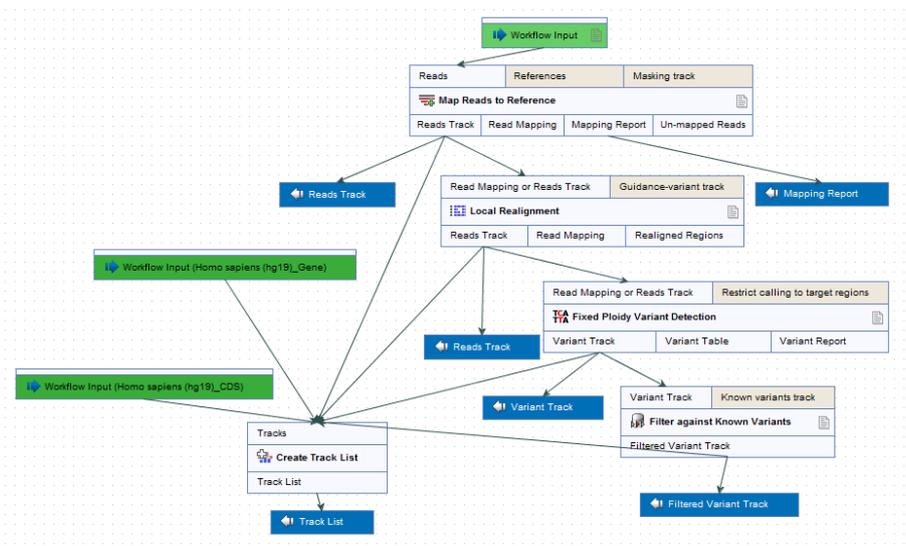 Workflow Input
Reads References Masking track
Map Reads to Reference
Reads Track Read Mapping Mapping Report Un-mapped Reads
Reads Track
Read Mapping or Reads Track Guidance-variant track
Mapping Report
Local Realignment
Reads Track Read Mapping Realigned Regions
Workflow Input (Homo sapiens (hg19)_Gene)
Read Mapping or Reads Track Restrict calling to target regions
TCA
TTA Fixed Ploidy Variant Detection
Variant Track Variant Table Variant Report
Reads Track
Workflow Input (Homo sapiens (hg19)_CDS)
Variant Track Known variants track
Variant Track
Filter against Known Variants
Filtered Variant Track
Tracks
Create Track List
Track List
Filtered Variant Track
Track List